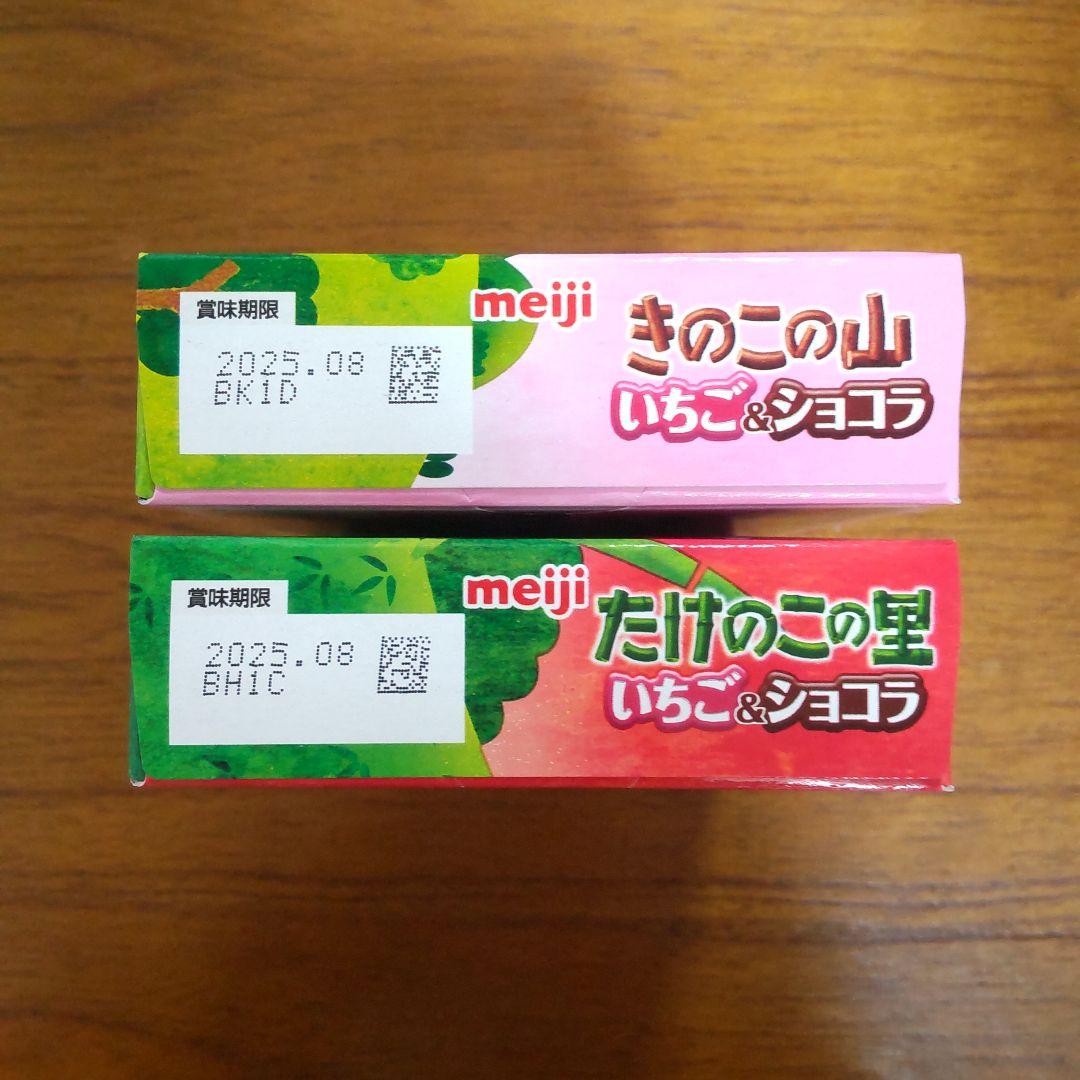 賞味期限
2025.08
BK1D
meiji
きのこの山
いちご&ショコラ
賞味期限
2025.08
BH1C
meiji
たけのこの里
いちご&ショコラ